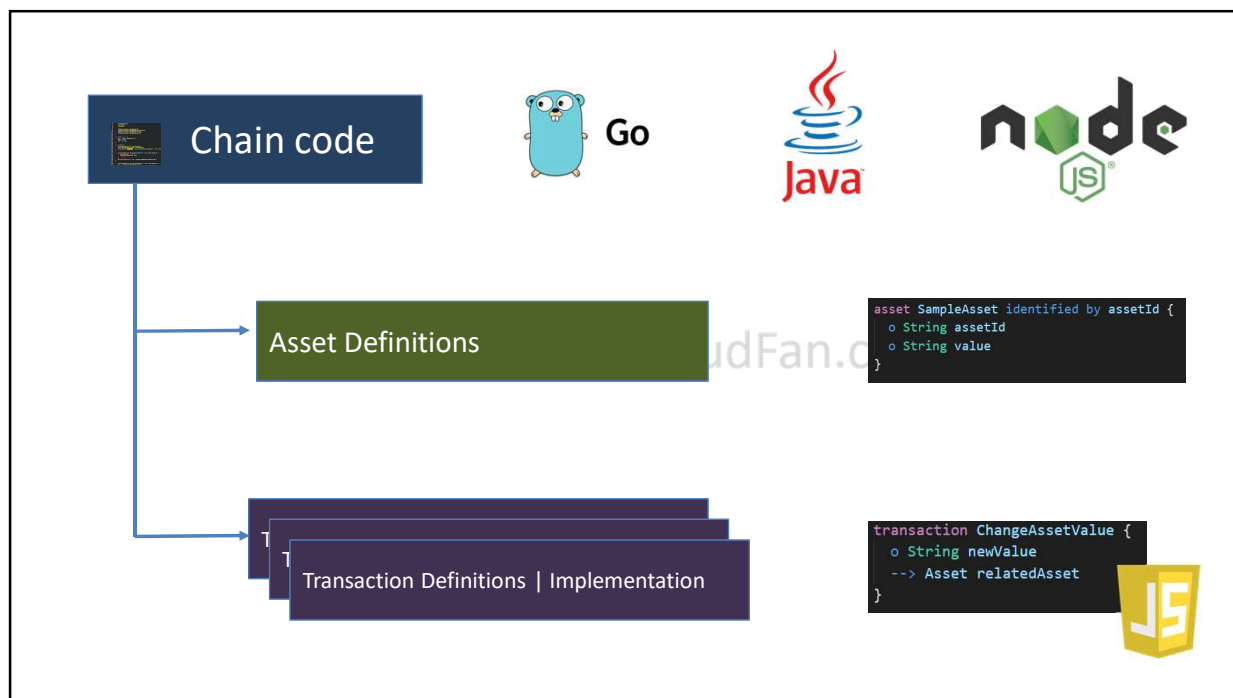 Chain code
Go
Java
node
JS
Asset Definitions
asset SampleAsset identified by assetId {
o String assetId
o String value
}
T
T
Transaction Definitions | Implementation
transaction ChangeAssetValue {
o String newValue
--> Asset relatedAsset
}
JS